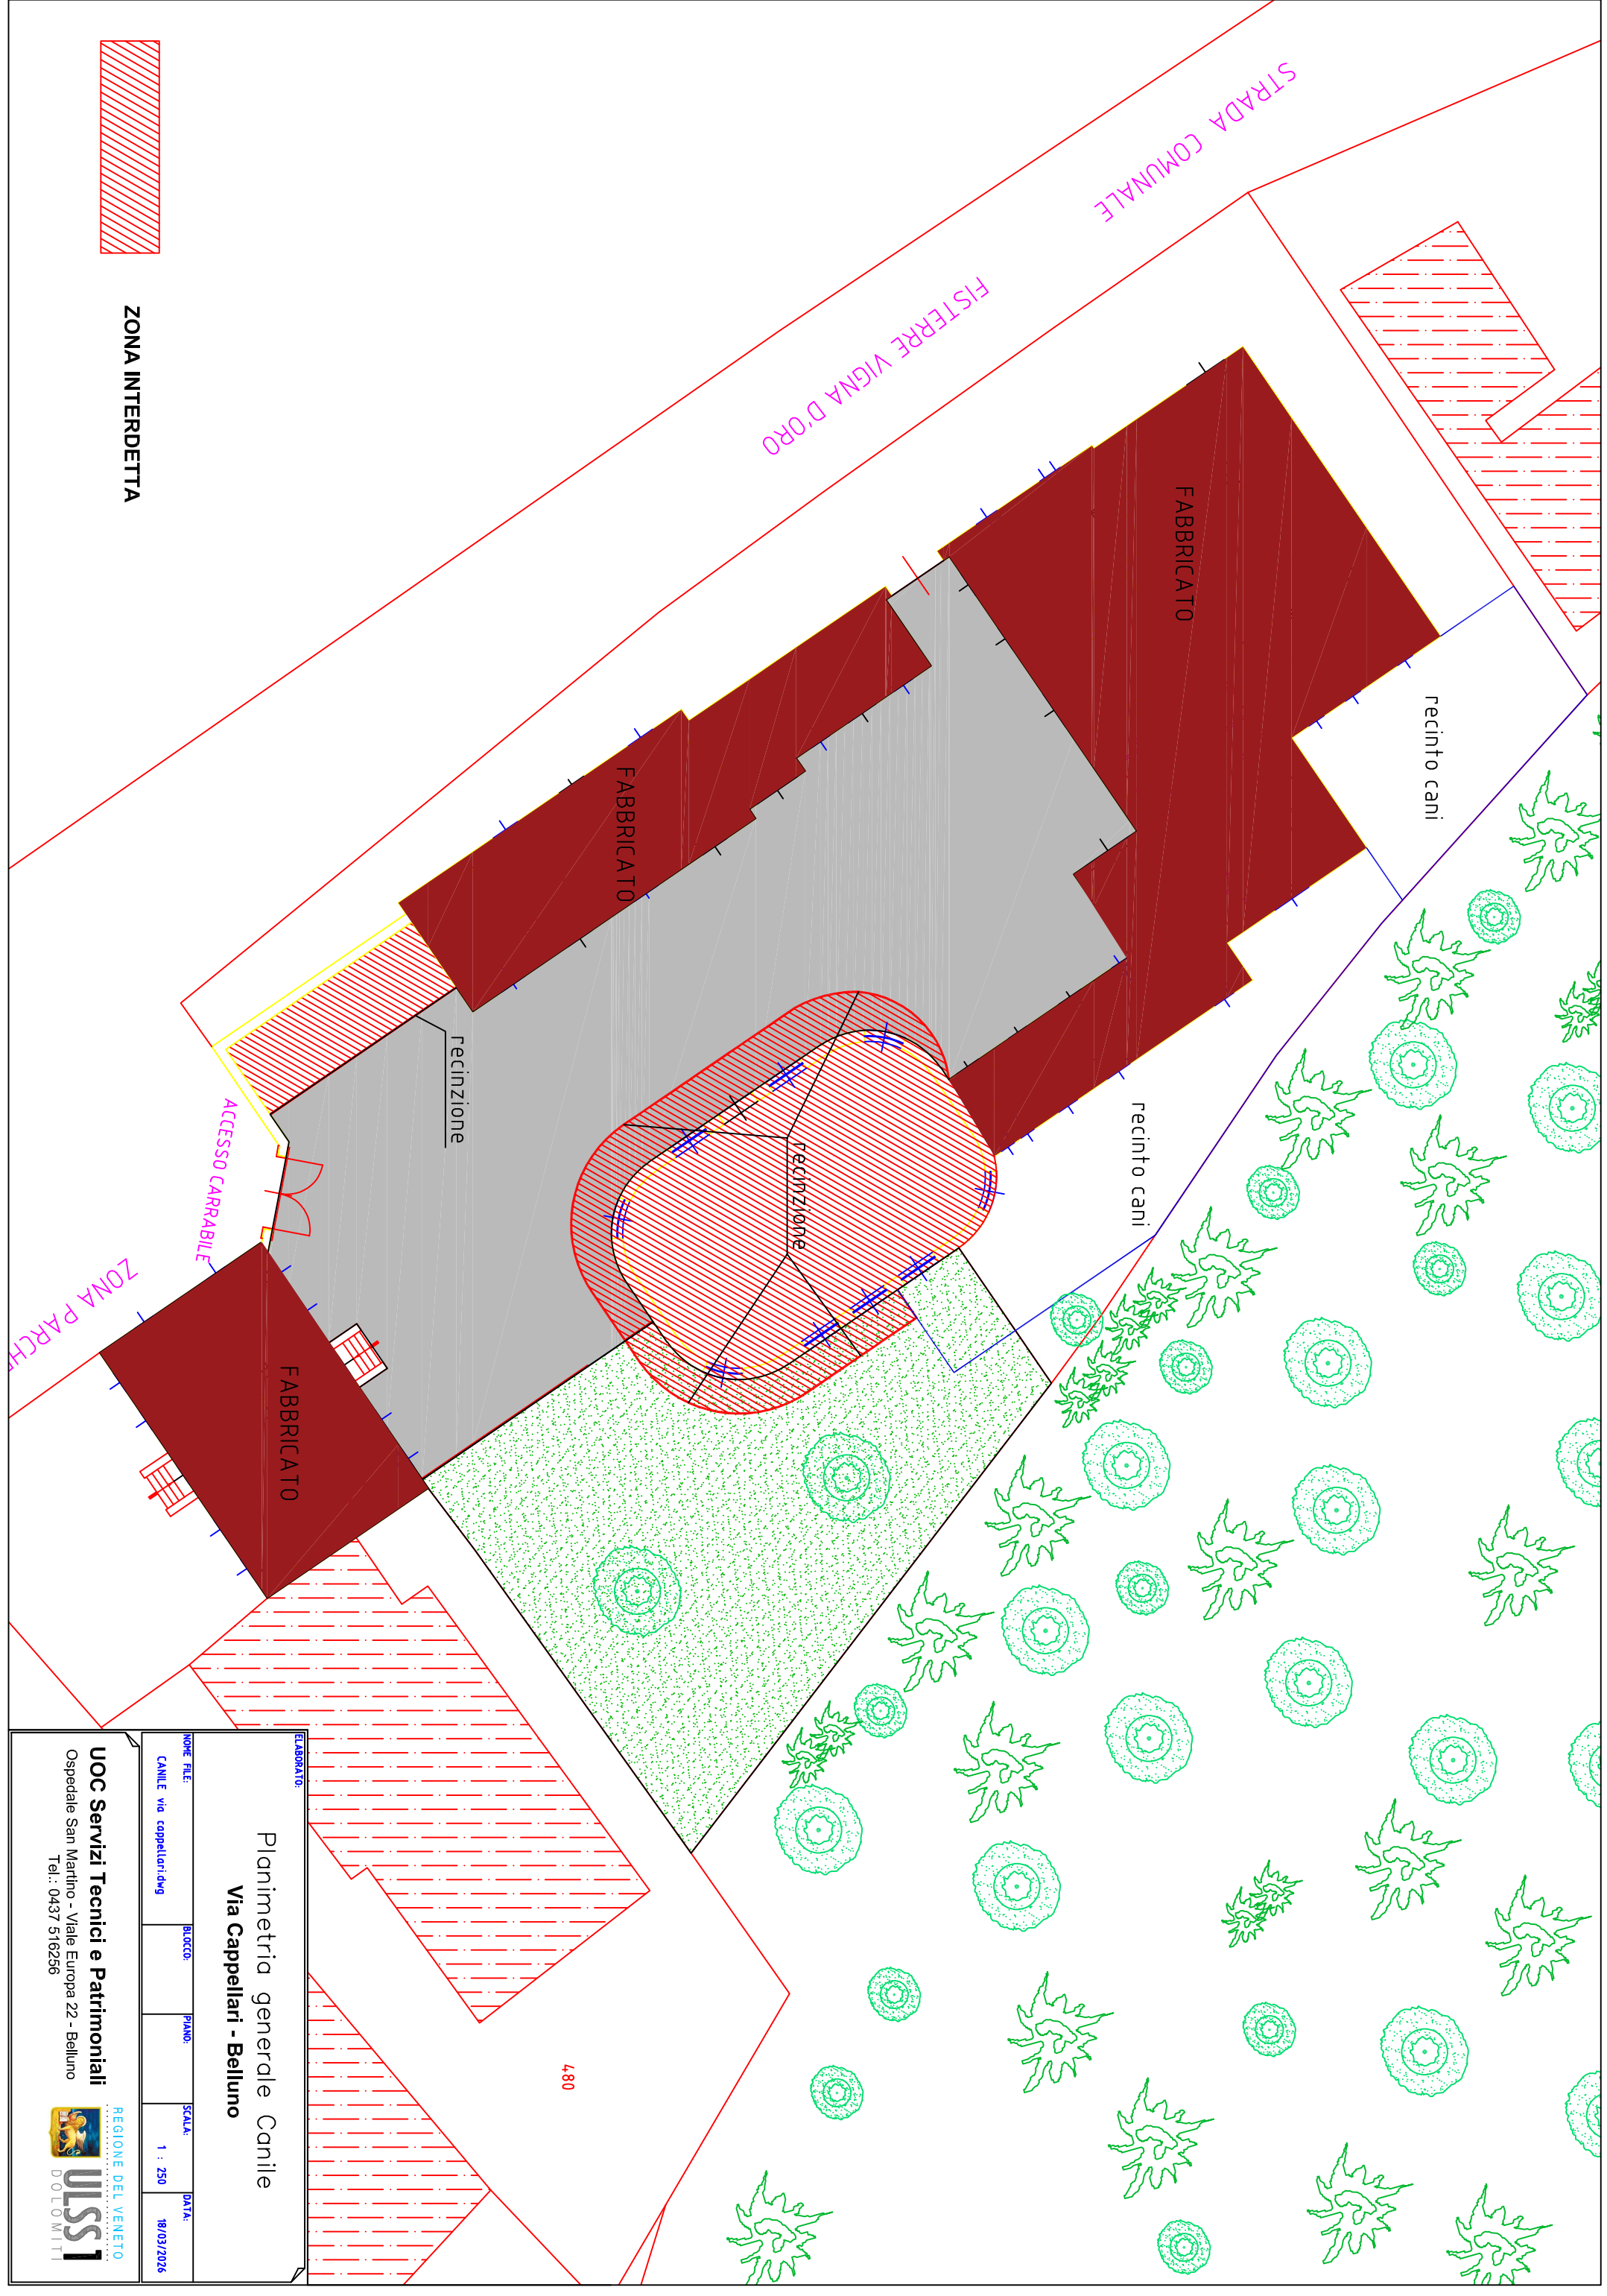 STRADA COMUNALE
FISTERRE VIGNA D'ORO
FABBRICATO
recinto cani
FABBRICATO
recinto cani
recinzione
recinzione
ACCESSO CARRABILE
FABBRICATO
ZONA INTERDETTA
480
ELABORATO:
Planimetria generale Canile
Via Cappellari - Belluno
NOME FILE:
CANILE via cappellari.dwg
BLOCCO:
PIANO:
SCALA:
1 : 250
DATA:
18/03/2026
UOC Servizi Tecnici e Patrimoniali
Ospedale San Martino - Viale Europa 22 - Belluno
Tel.: 0437 516256
REGIONE DEL VENETO
ULSS1
DOLOMITI
ZONA PARCHE